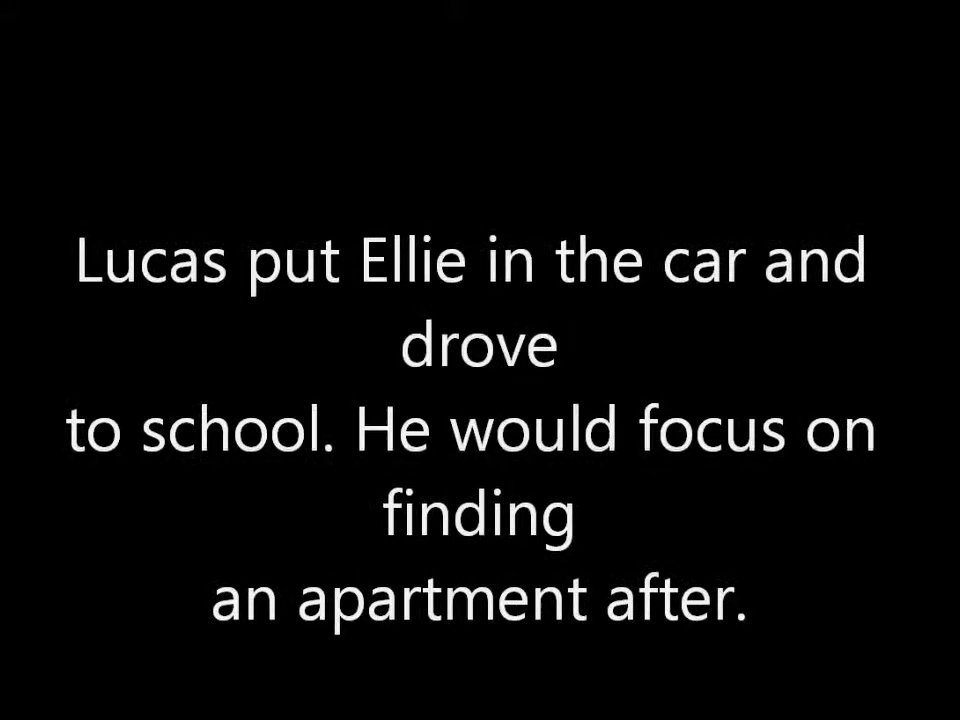 Lucas put Ellie in the car and
drove
to school. He would focus on
finding
an apartment after.